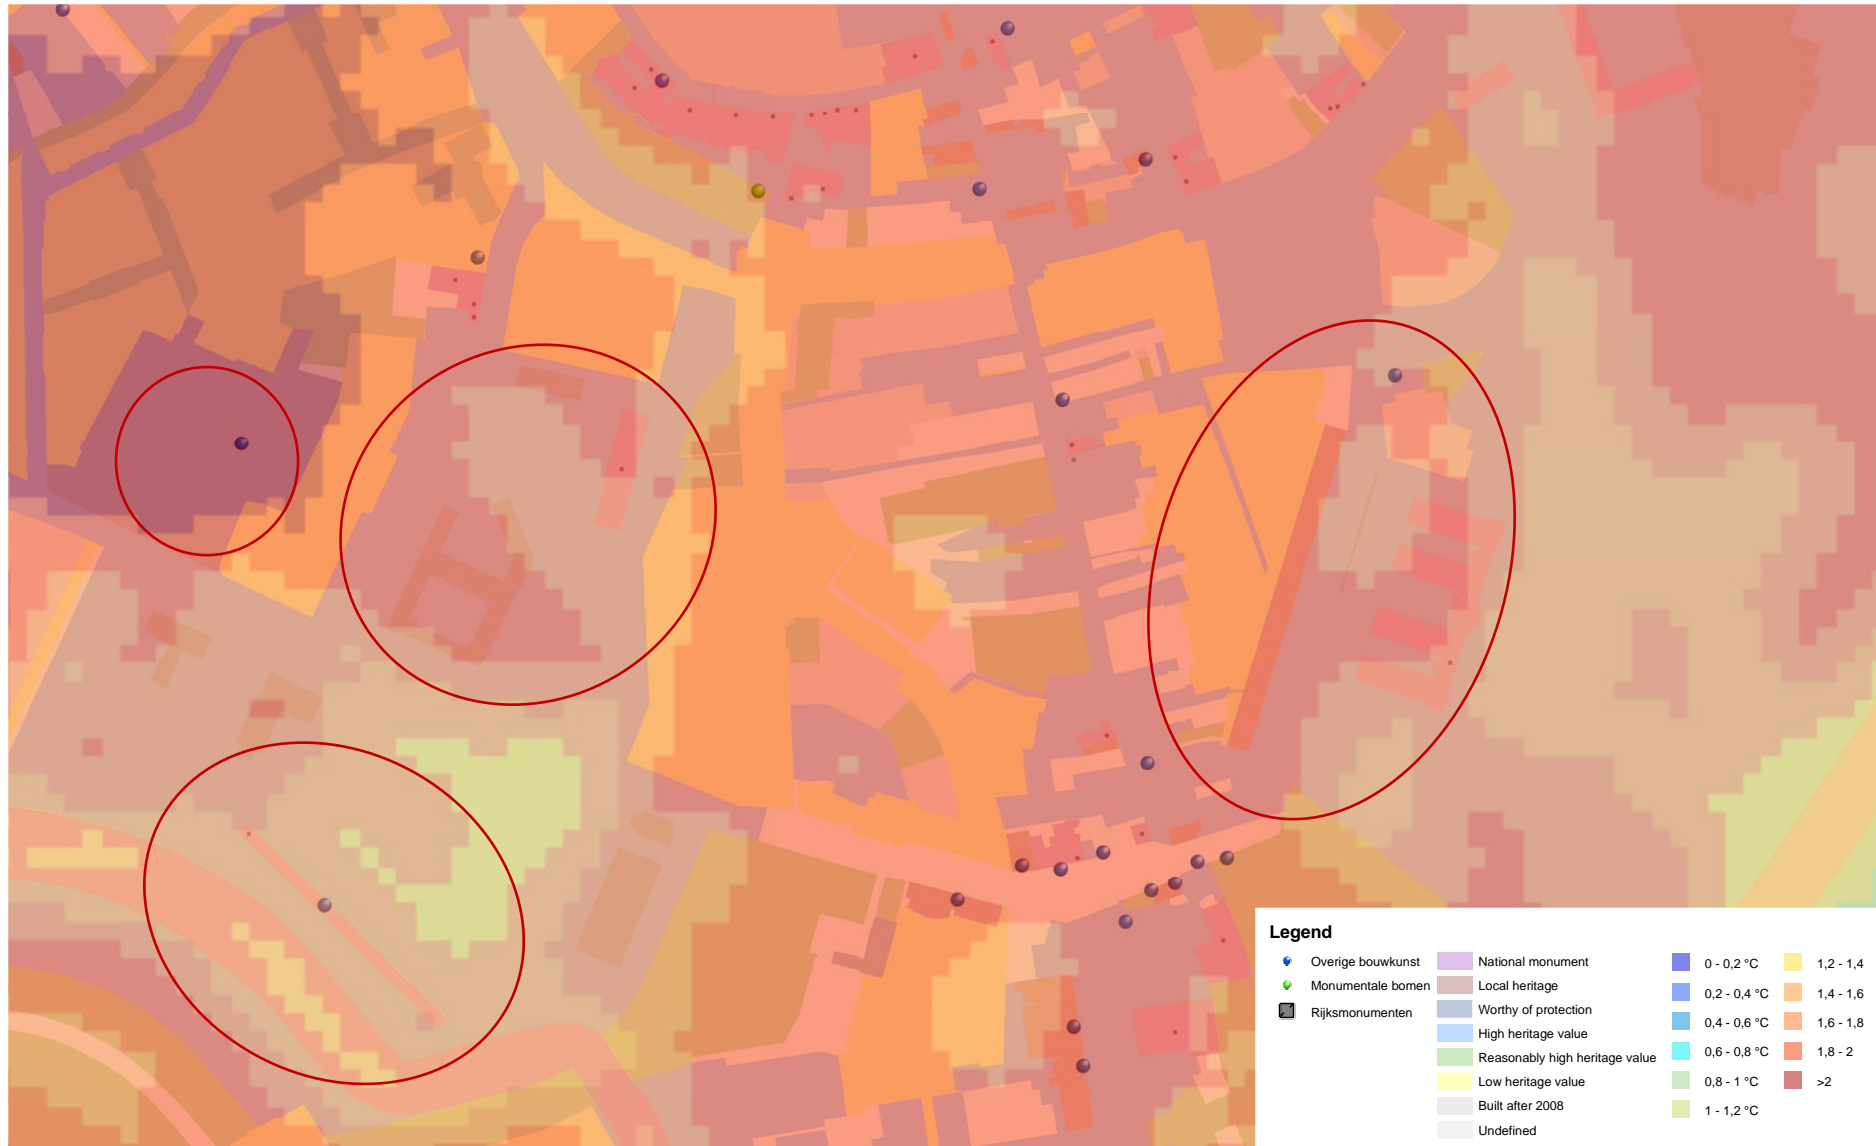 Legend
Overige bouwkunst
Monumentale bomen
Rijksmonumenten
National monument
Local heritage
Worthy of protection
High heritage value
Reasonably high heritage value
Low heritage value
Built after 2008
Undefined
0 - 0,2 °C
0,2 - 0,4 °C
0,4 - 0,6 °C
0,6 - 0,8 °C
0,8 - 1 °C
1 - 1,2 °C
1,2 - 1,4
1,4 - 1,6
1,6 - 1,8
1,8 - 2
>2